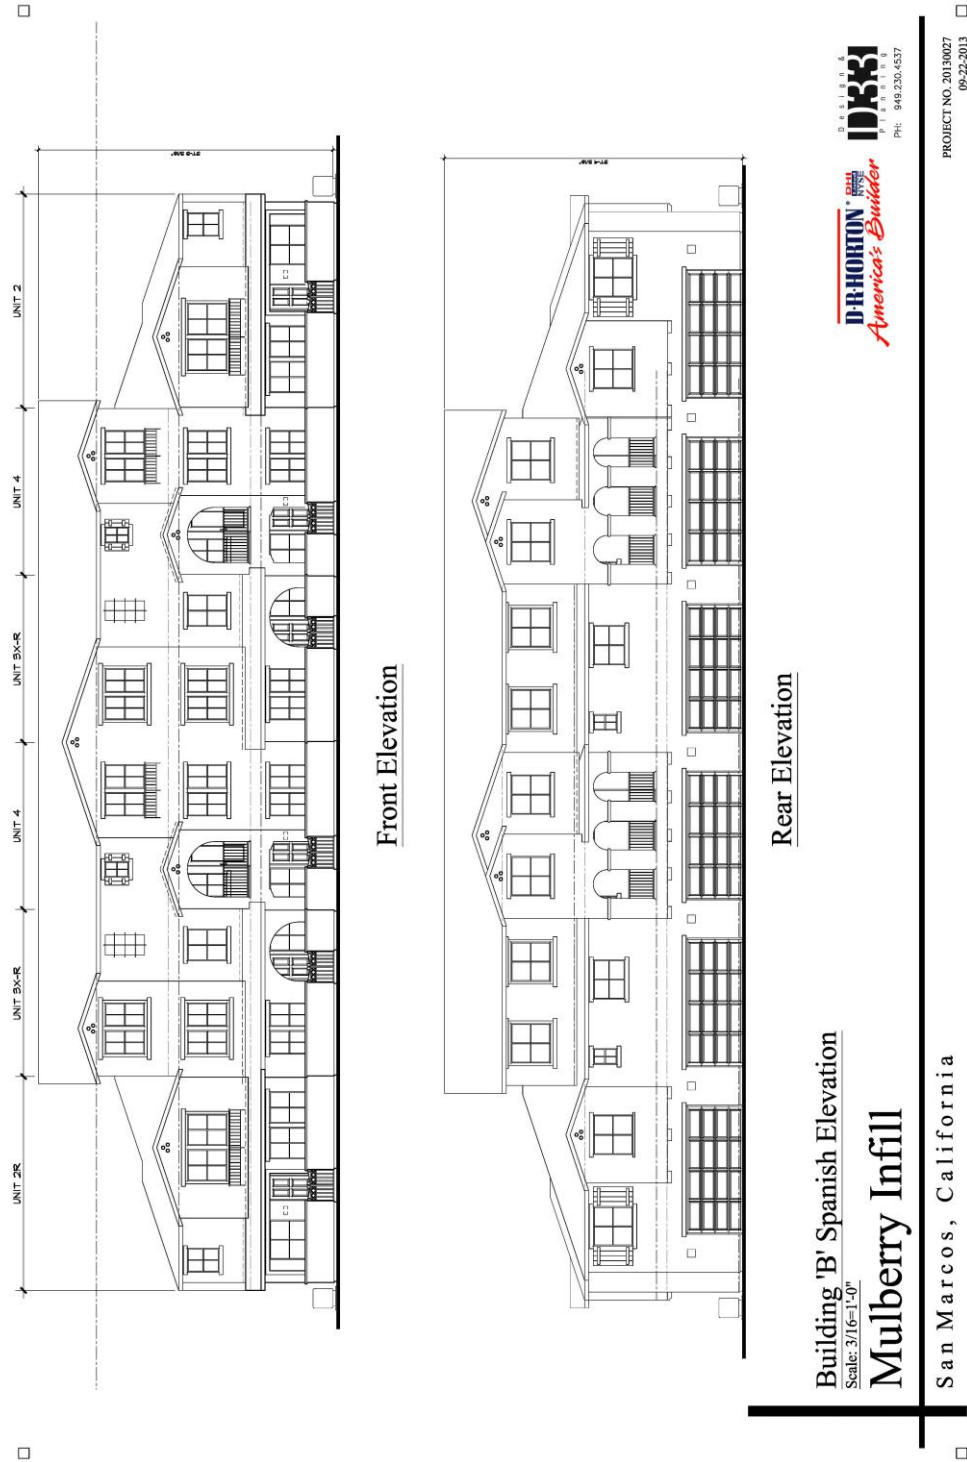 UNIT 2R
UNIT 3X-R
UNIT 4
UNIT 3X-R
UNIT 4
UNIT 2
Front Elevation
Rear Elevation
Building 'B' Spanish Elevation
Scale: 3/16=1'-0"
Mulberry Infill
San Marcos, California
D·R·HORTON® DHI
NYSE
America's Builder
Design &
D33
Planning
PH: 949.230.4537
PROJECT NO. 20130027
09-22-2013